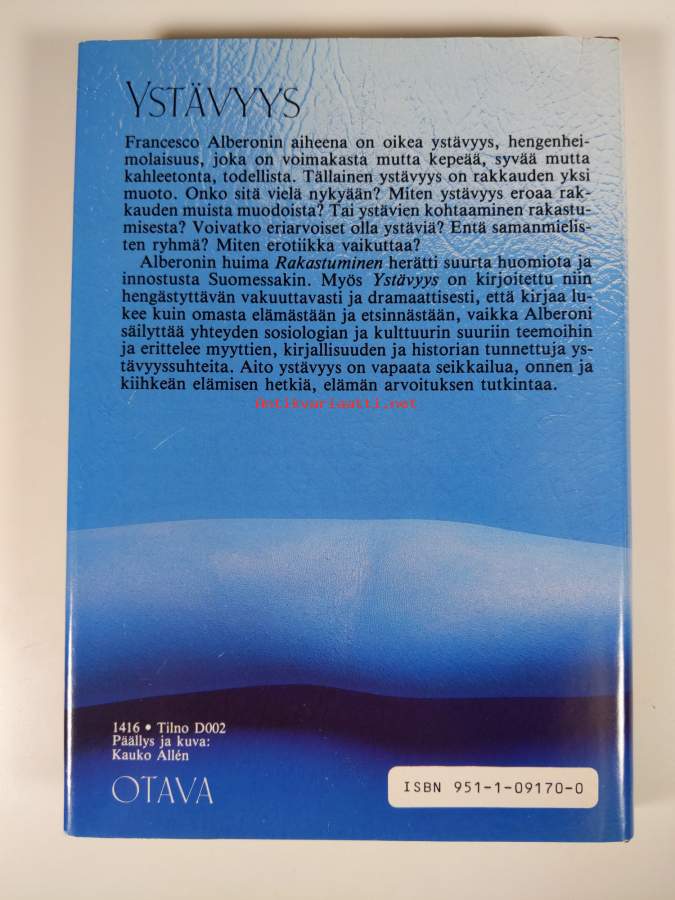 YSTÄVYYS
Francesco Alberonin aiheena on oikea ystävyys, hengenhei-
molaisuus, joka on voimakasta mutta kepeää, syvää mutta
kahleetonta, todellista. Tällainen ystävyys on rakkauden yksi
muoto. Onko sitä vielä nykyään? Miten ystävyys eroaa rak-
kauden muista muodoista? Tai ystävien kohtaaminen rakastu-
misesta? Voivatko eriarvoiset olla ystäviä? Entä samanmielis-
ten ryhmä? Miten erotiikka vaikuttaa?
Alberonin huima Rakastuminen herätti suurta huomiota ja
innostusta Suomessakin. Myös Ystävyys on kirjoitettu niin
hengästyttävän vakuuttavasti ja dramaattisesti, että kirjaa lu-
kee kuin omasta elämästään ja etsinnästään, vaikka Alberoni
säilyttää yhteyden sosiologian ja kulttuurin suuriin teemoihin
ja erittelee myyttien, kirjallisuuden ja historian tunnettuja ys-
tävyyssuhteita. Aito ystävyys on vapaata seikkailua, onnen ja
kiihkeän elämisen hetkiä, elämän arvoituksen tutkintaa.
antikvariaatti.net
1416 • Tilno D002
Päällys ja kuva:
Kauko Allén
OTAVA
ISBN 951-1-09170-0